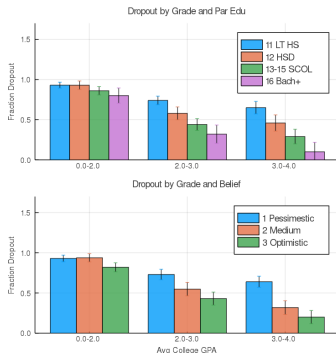 Dropout by Grade and Par Edu
Fraction Dropout
1.5
1.0
0.5
0.0
11 LT HS
12 HSD
13-15 SCOL
16 Bach+
0.0-2.0
2.0-3.0
3.0-4.0
Dropout by Grade and Belief
Fraction Dropout
1.5
1.0
0.5
0.0
1 Pessimestic
2 Medium
3 Optimistic
0.0-2.0
2.0-3.0
3.0-4.0
Avg College GPA